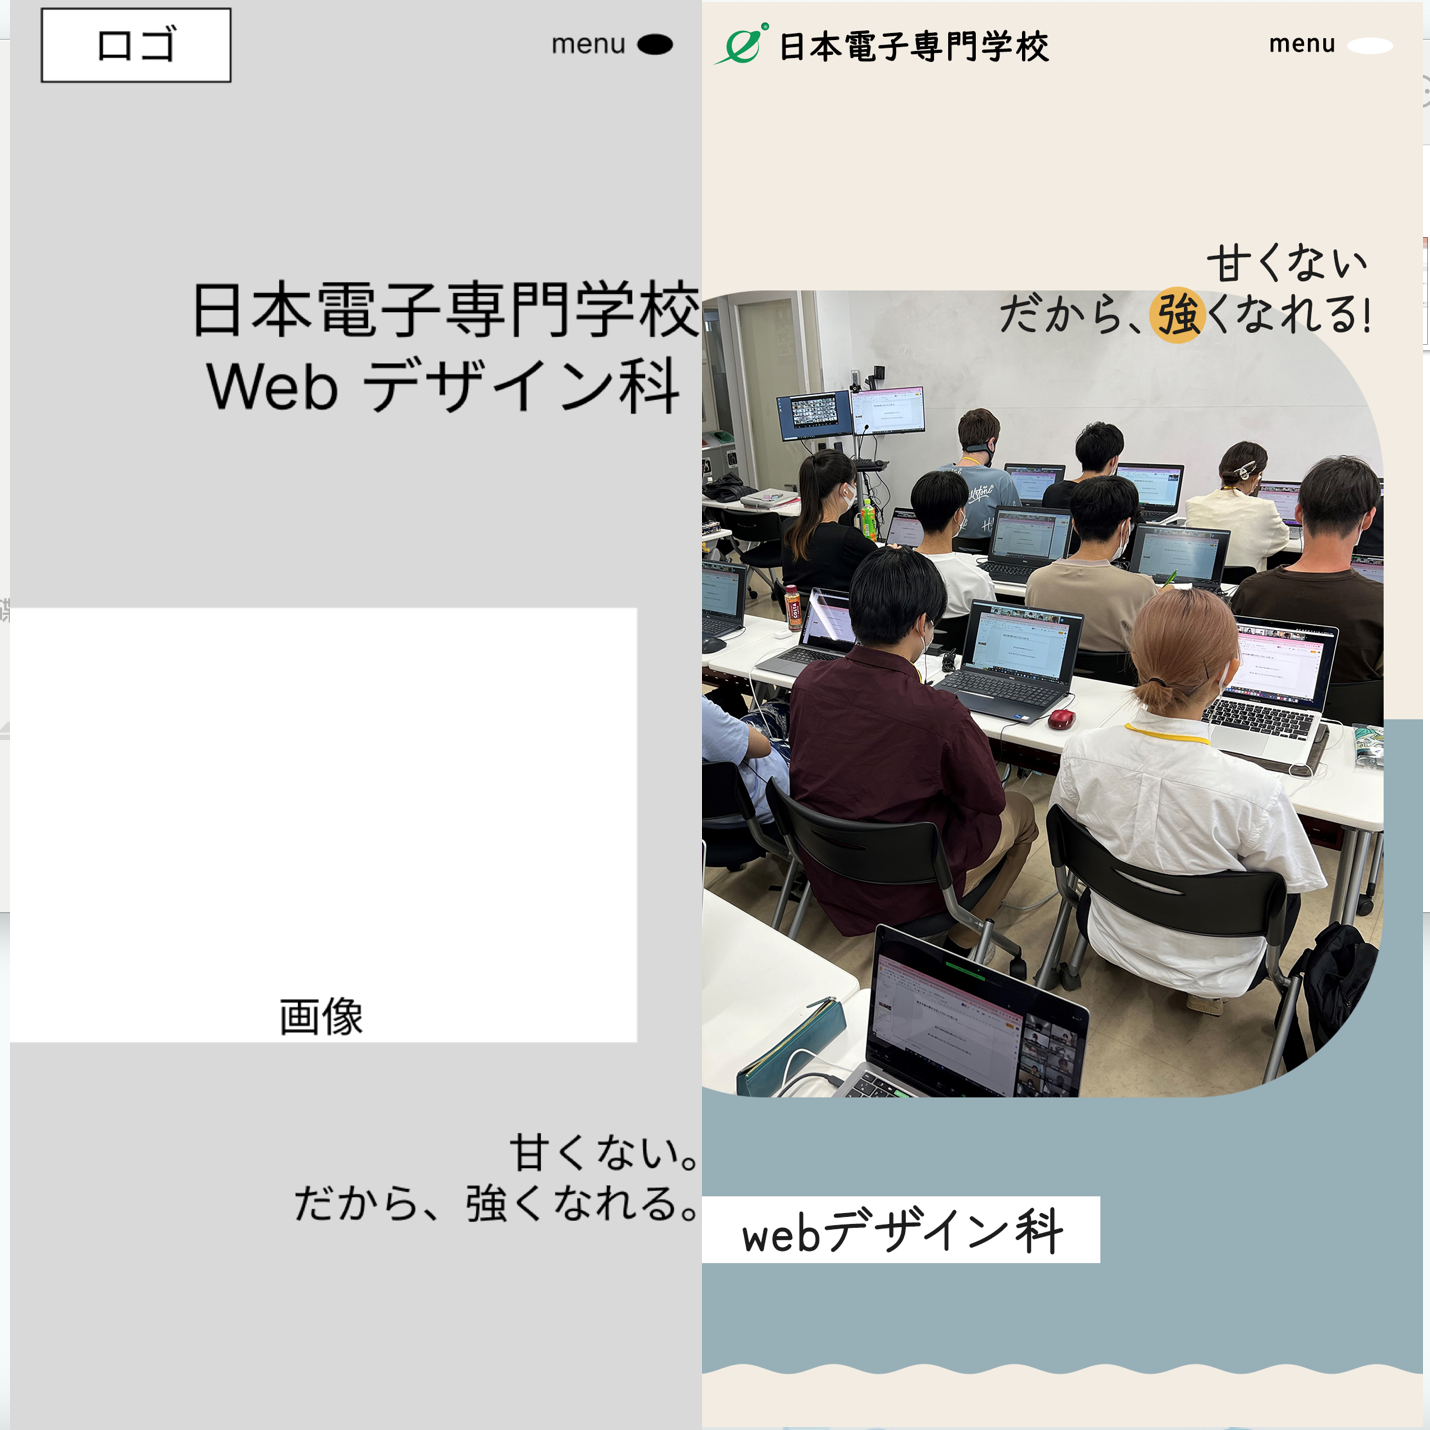 ロゴ
menu
日本電子専門学校
Web デザイン科
画像
甘くない。
だから、強くなれる。
日本電子専門学校
menu
甘くない
だから、強くなれる!
webデザイン科